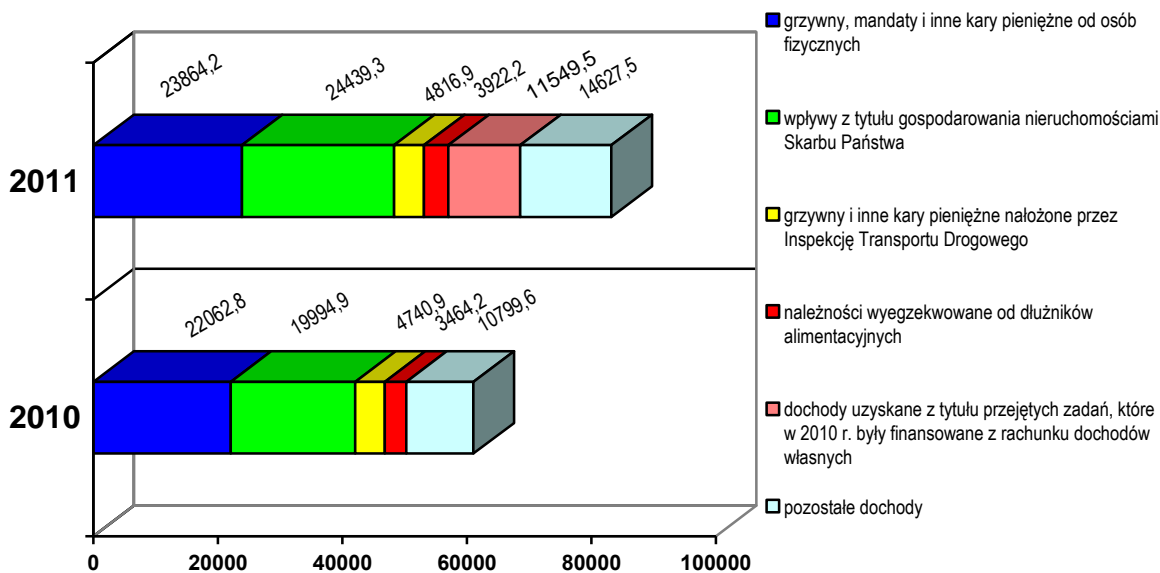 23864,2
24439,3
4816,9
3922,2
11549,5
14627,5
2011
22062,8
19994,9
4740,9
3464,2
10799,6
2010
0
20000
40000
60000
80000
100000
grzywny, mandaty i inne kary pieniężne od osób
fizycznych
wpływy z tytułu gospodarowania nieruchomościami
Skarbu Państwa
grzywny i inne kary pieniężne nałożone przez
Inspekcję Transportu Drogowego
należności wyegzekwowane od dłużników
alimentacyjnych
dochody uzyskane z tytułu przejętych zadań, które
w 2010 r. były finansowane z rachunku dochodów
własnych
pozostałe dochody